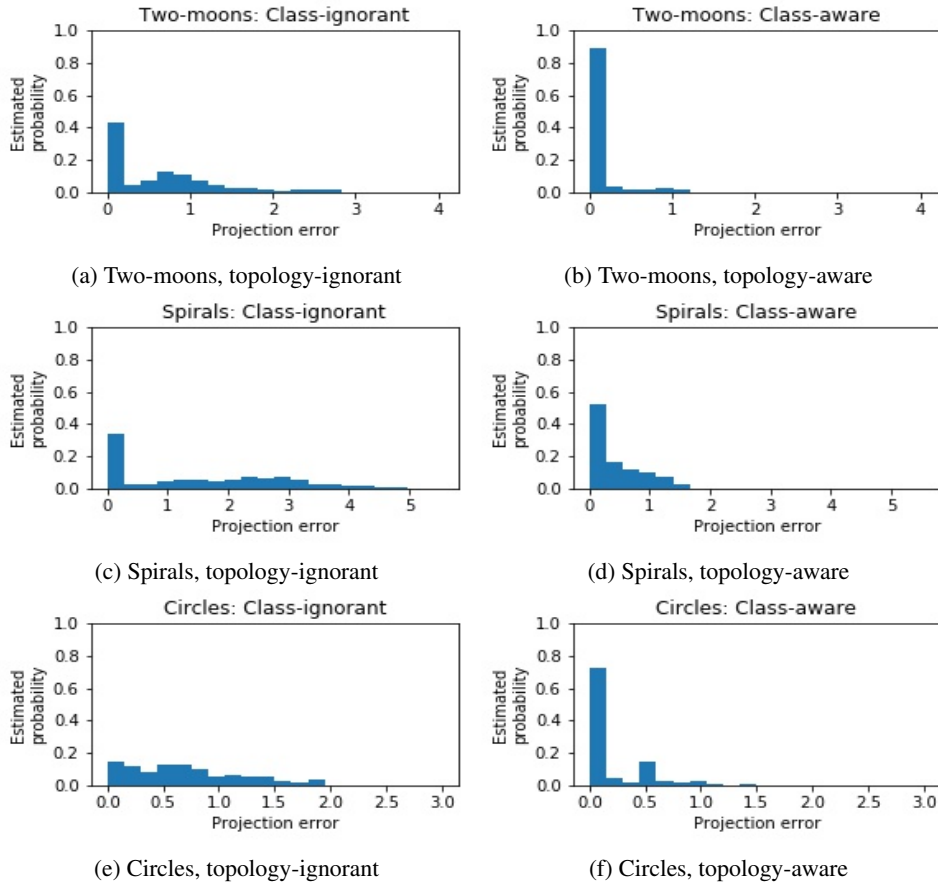 Two-moons: Class-ignorant
Estimated
probability
1.0
0.8
0.6
0.4
0.2
0.0
0 1 2 3 4
Projection error
(a) Two-moons, topology-ignorant
Two-moons: Class-aware
Estimated
probability
1.0
0.8
0.6
0.4
0.2
0.0
0 1 2 3 4
Projection error
(b) Two-moons, topology-aware
Spirals: Class-ignorant
Estimated
probability
1.0
0.8
0.6
0.4
0.2
0.0
0 1 2 3 4 5
Projection error
(c) Spirals, topology-ignorant
Spirals: Class-aware
Estimated
probability
1.0
0.8
0.6
0.4
0.2
0.0
0 1 2 3 4 5
Projection error
(d) Spirals, topology-aware
Circles: Class-ignorant
Estimated
probability
1.0
0.8
0.6
0.4
0.2
0.0
0.0 0.5 1.0 1.5 2.0 2.5 3.0
Projection error
(e) Circles, topology-ignorant
Circles: Class-aware
Estimated
probability
1.0
0.8
0.6
0.4
0.2
0.0
0.0 0.5 1.0 1.5 2.0 2.5 3.0
Projection error
(f) Circles, topology-aware